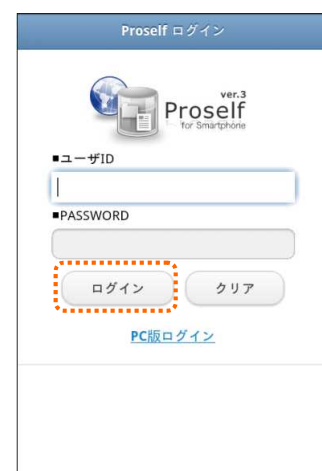 Proself ログイン
ver.3
Proself
for Smartphone
■ユーザID
■PASSWORD
ログイン
クリア
PC版ログイン